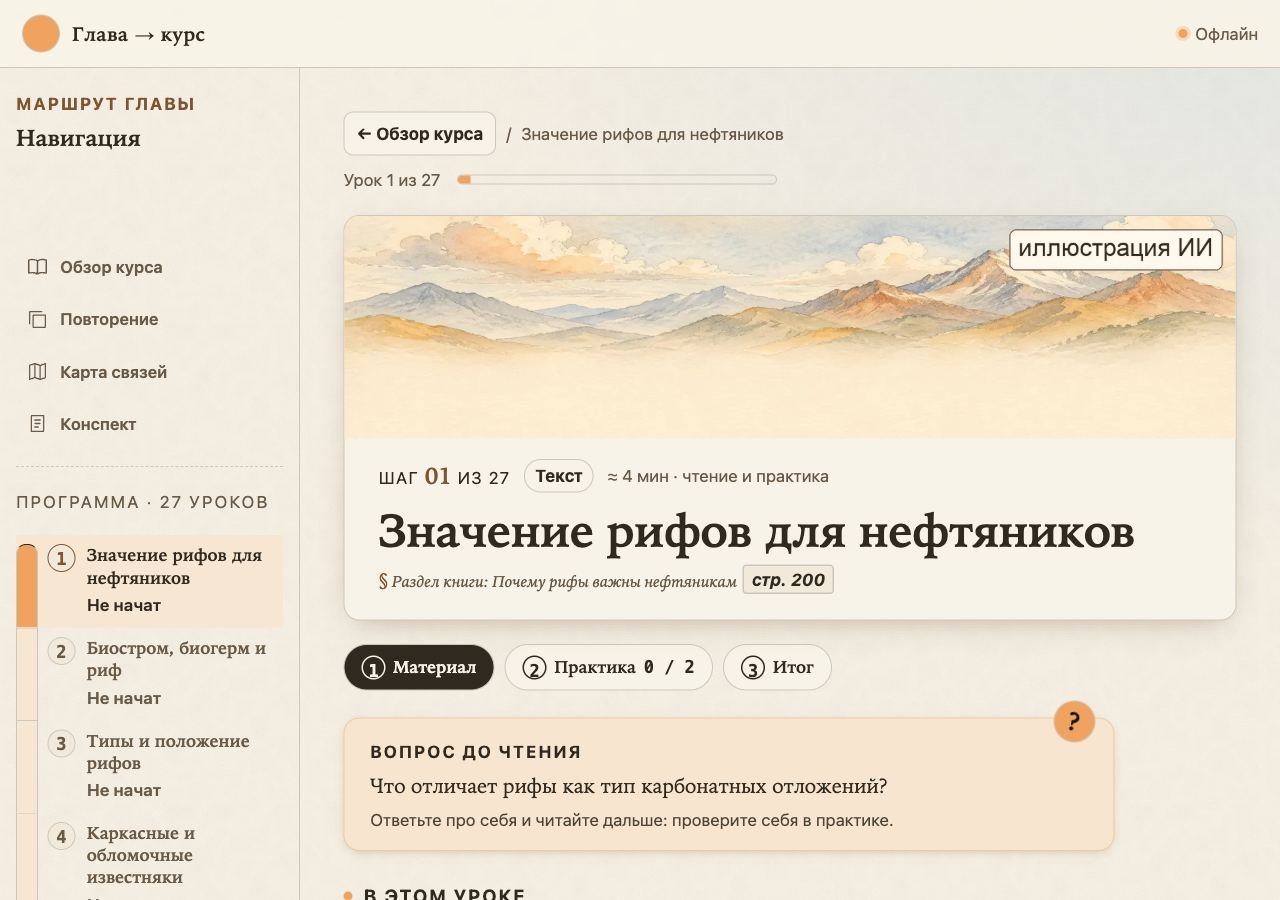 Глава → курс
Офлайн
МАРШРУТ ГЛАВЫ
Навигация
Обзор курса
Повторение
Карта связей
Конспект
ПРОГРАММА · 27 УРОКОВ
1 Значение рифов для
нефтяников
Не начат
2 Биостром, биогерм и
риф
Не начат
3 Типы и положение
рифов
Не начат
4 Каркасные и
обломочные
известняки
← Обзор курса / Значение рифов для нефтяников
Урок 1 из 27
иллюстрация ИИ
ШАГ 01 ИЗ 27 Текст ≈ 4 мин · чтение и практика
Значение рифов для нефтяников
§ Раздел книги: Почему рифы важны нефтяникам стр. 200
1 Материал 2 Практика 0 / 2 3 Итог
?
ВОПРОС ДО ЧТЕНИЯ
Что отличает рифы как тип карбонатных отложений?
Ответьте про себя и читайте дальше: проверите себя в практике.
В ЭТОМ УРОКЕ